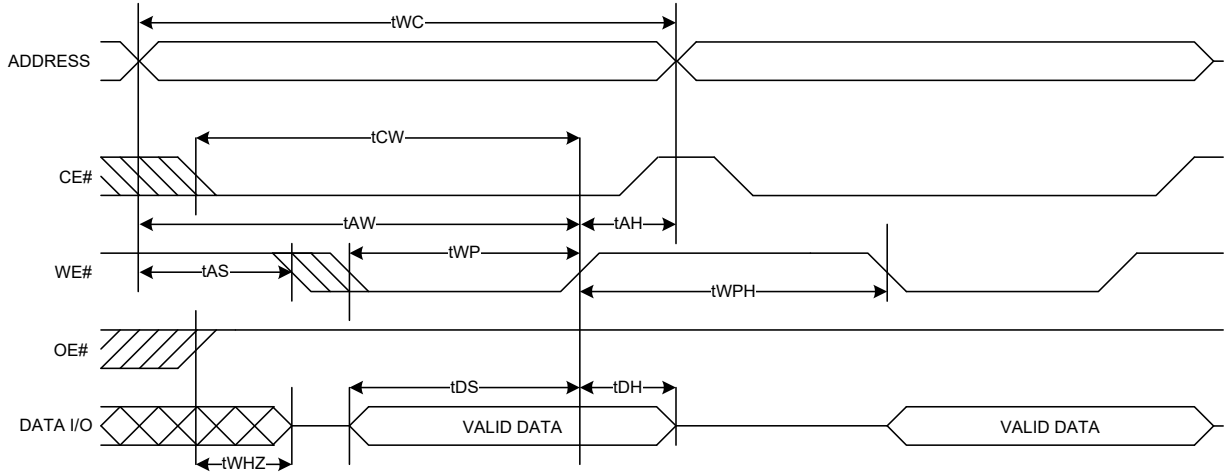 tWC
ADDRESS
tCW
CE#
tAW
tAH
tWP
WE#
tAS
tWPH
OE#
tDS
tDH
DATA I/O
VALID DATA
VALID DATA
tWHZ